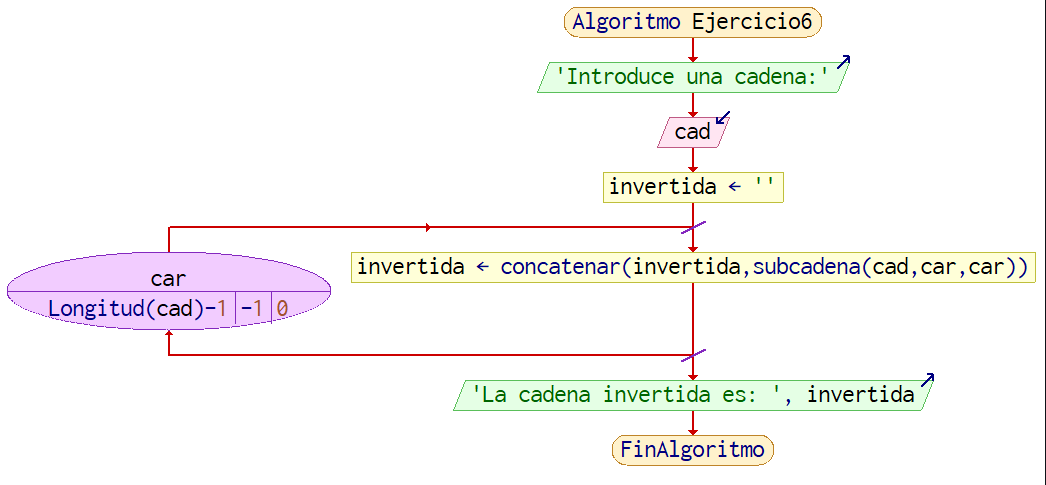 Algoritmo Ejercicio6
'Introduce una cadena:'
cad
invertida ← ''
car
Longitud(cad)-1 -1 0
invertida ← concatenar(invertida,subcadena(cad,car,car))
'La cadena invertida es: ', invertida
FinAlgoritmo